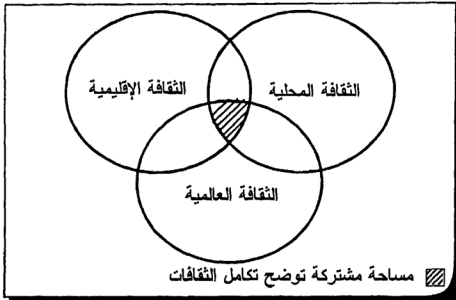 الثقافة المحلية
الثقافة الإقليمية
الثقافة العالمية
مساحة مشتركة توضح تكامل الثقافات